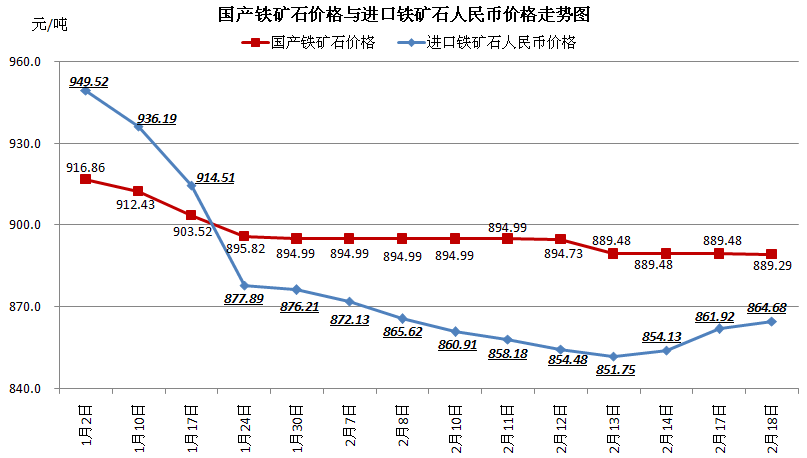 国产铁矿石价格与进口铁矿石人民币价格走势图
元/吨
国产铁矿石价格 进口铁矿石人民币价格
960.0
930.0
900.0
870.0
840.0
949.52
936.19
914.51
877.89
876.21
872.13
865.62
860.91
858.18
854.48
851.75
854.13
861.92
864.68
916.86
912.43
903.52
895.82
894.99
894.99
894.99
894.99
894.99
894.73
889.48
889.48
889.48
889.29
1月2日
1月10日
1月17日
1月24日
1月30日
2月7日
2月8日
2月10日
2月11日
2月12日
2月13日
2月14日
2月17日
2月18日